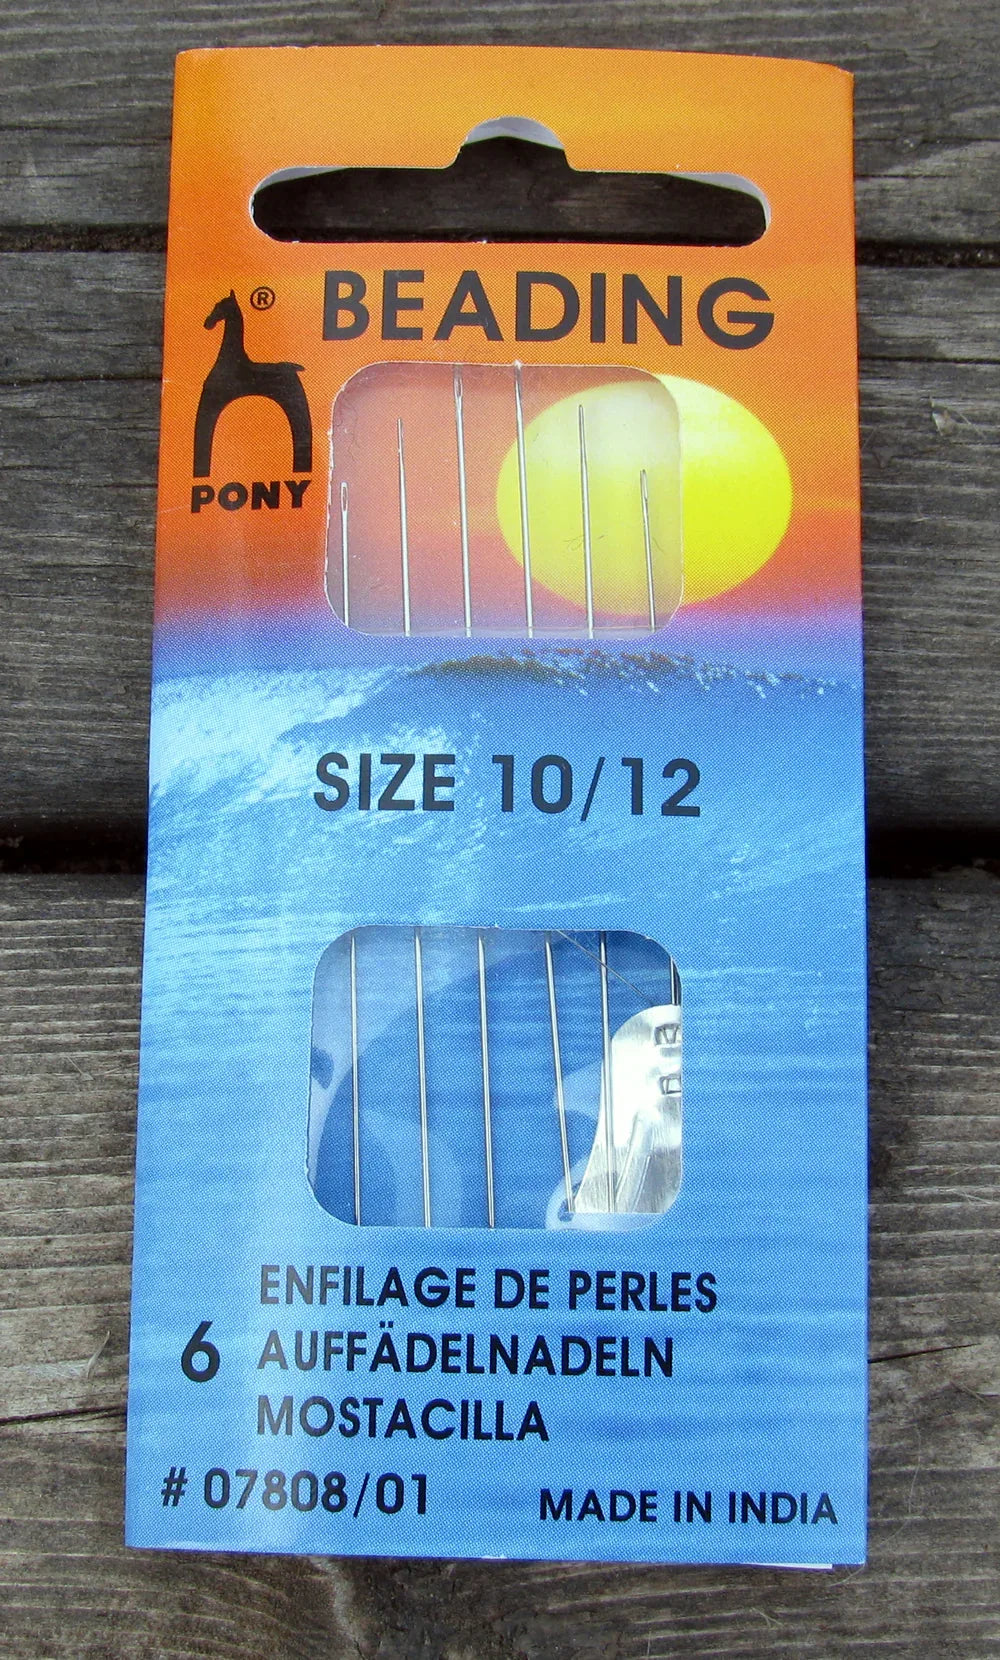 BEADING
®
PONY
SIZE 10/12
ENFILAGE DE PERLES
6 AUFFÄDELNADELN
MOSTACILLA
# 07808/01 MADE IN INDIA